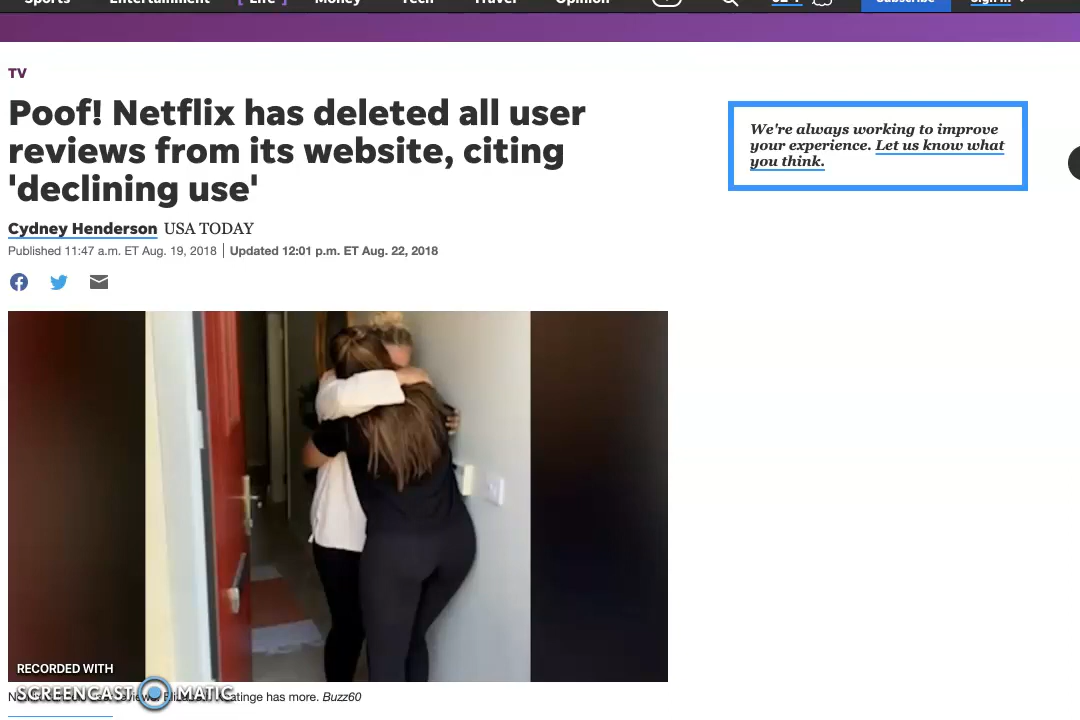 Sports Entertainment [ Life ] Money Tech Travel Opinion Subscribe Sign In
TV
Poof! Netflix has deleted all user
reviews from its website, citing
'declining use'
Cydney Henderson USA TODAY
Published 11:47 a.m. ET Aug. 19, 2018 | Updated 12:01 p.m. ET Aug. 22, 2018
We're always working to improve
your experience. Let us know what
you think.
RECORDED WITH
SCREENCAST MATIC
has more. Buzz60